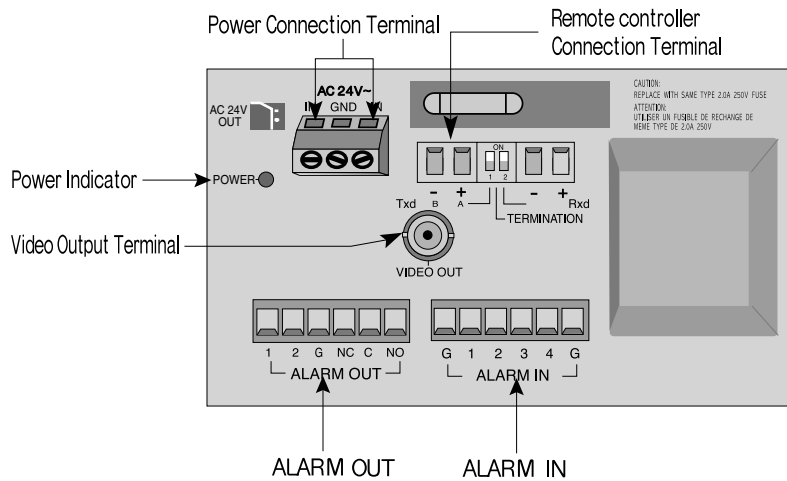 Power Connection Terminal
Remote controller
Connection Terminal
AC 24V
OUT
AC 24V~
IN GND IN
CAUTION:
REPLACE WITH SAME TYPE 2.0A 250V FUSE
ATTENTION:
UTILISER UN FUSIBLE DE RECHANGE DE
MEME TYPE DE 2.0A 250V
ON
1 2
Power Indicator
POWER
- + - +
Txd B A Rxd
TERMINATION
Video Output Terminal
VIDEO OUT
1 2 G NC C NO
ALARM OUT
G 1 2 3 4 G
ALARM IN
ALARM OUT
ALARM IN